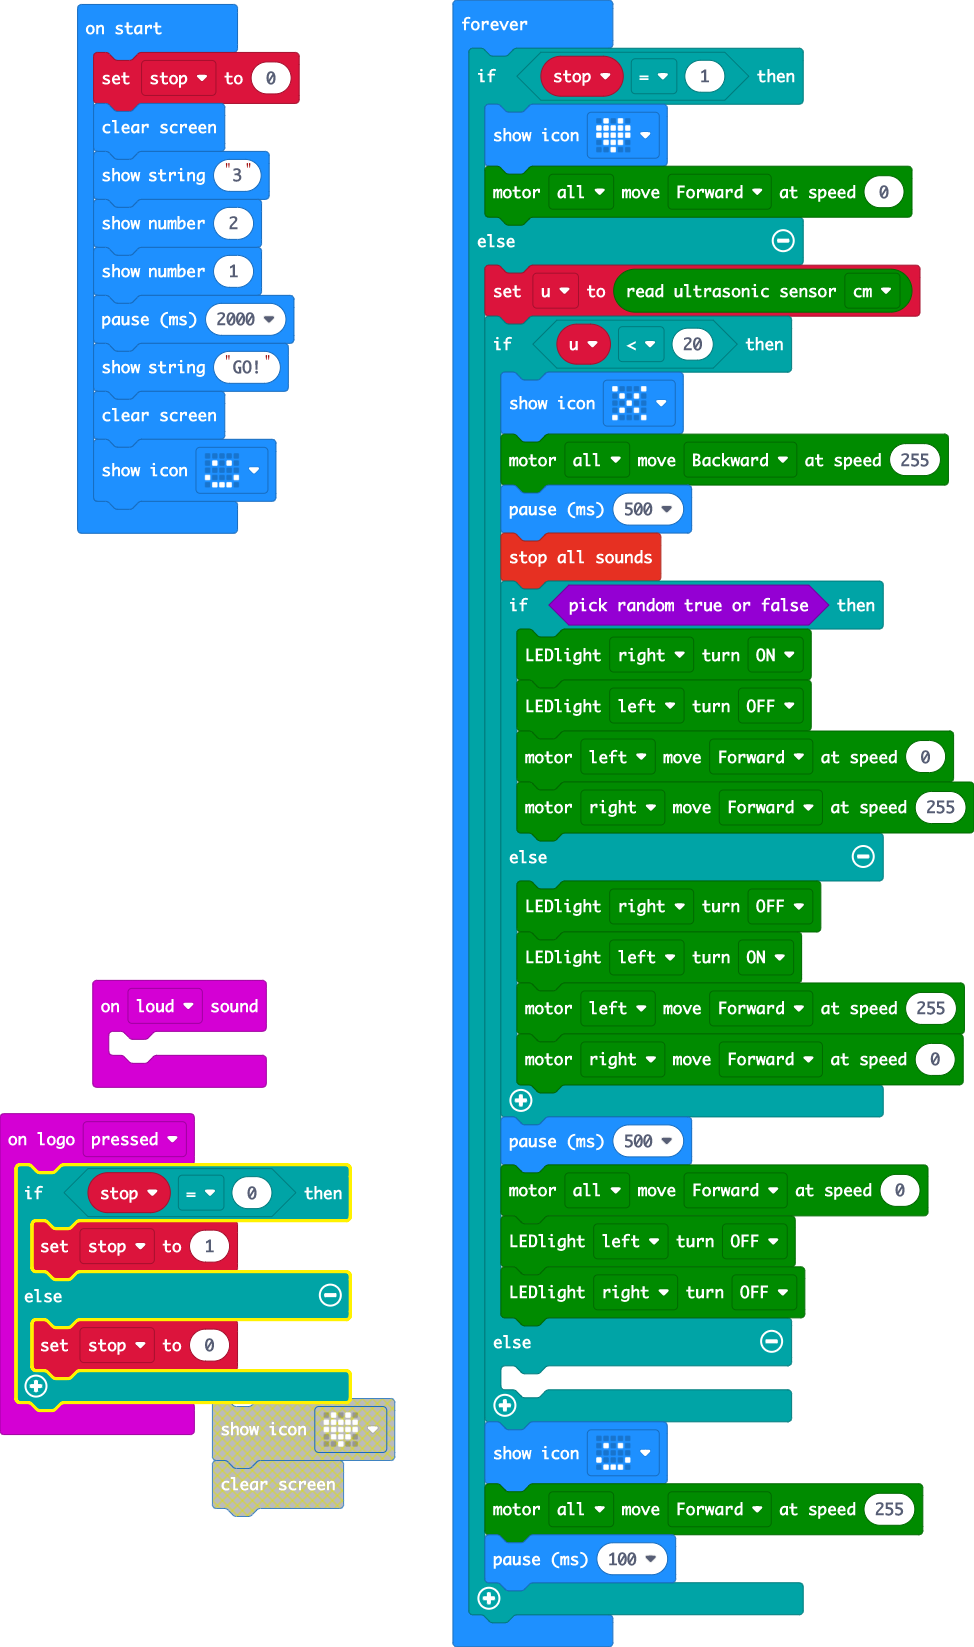 on start
set stop to 0
clear screen
show string "3"
show number 2
show number 1
pause (ms) 2000
show string "GO!"
clear screen
show icon
on loud sound
on logo pressed
if stop = 0 then
set stop to 1
else
set stop to 0
show icon
clear screen
forever
if stop = 1 then
show icon
motor all move Forward at speed 0
else
set u to read ultrasonic sensor cm
if u < 20 then
show icon
motor all move Backward at speed 255
pause (ms) 500
stop all sounds
if pick random true or false then
LEDlight right turn ON
LEDlight left turn OFF
motor left move Forward at speed 0
motor right move Forward at speed 255
else
LEDlight right turn OFF
LEDlight left turn ON
motor left move Forward at speed 255
motor right move Forward at speed 0
pause (ms) 500
motor all move Forward at speed 0
LEDlight left turn OFF
LEDlight right turn OFF
else
show icon
motor all move Forward at speed 255
pause (ms) 100